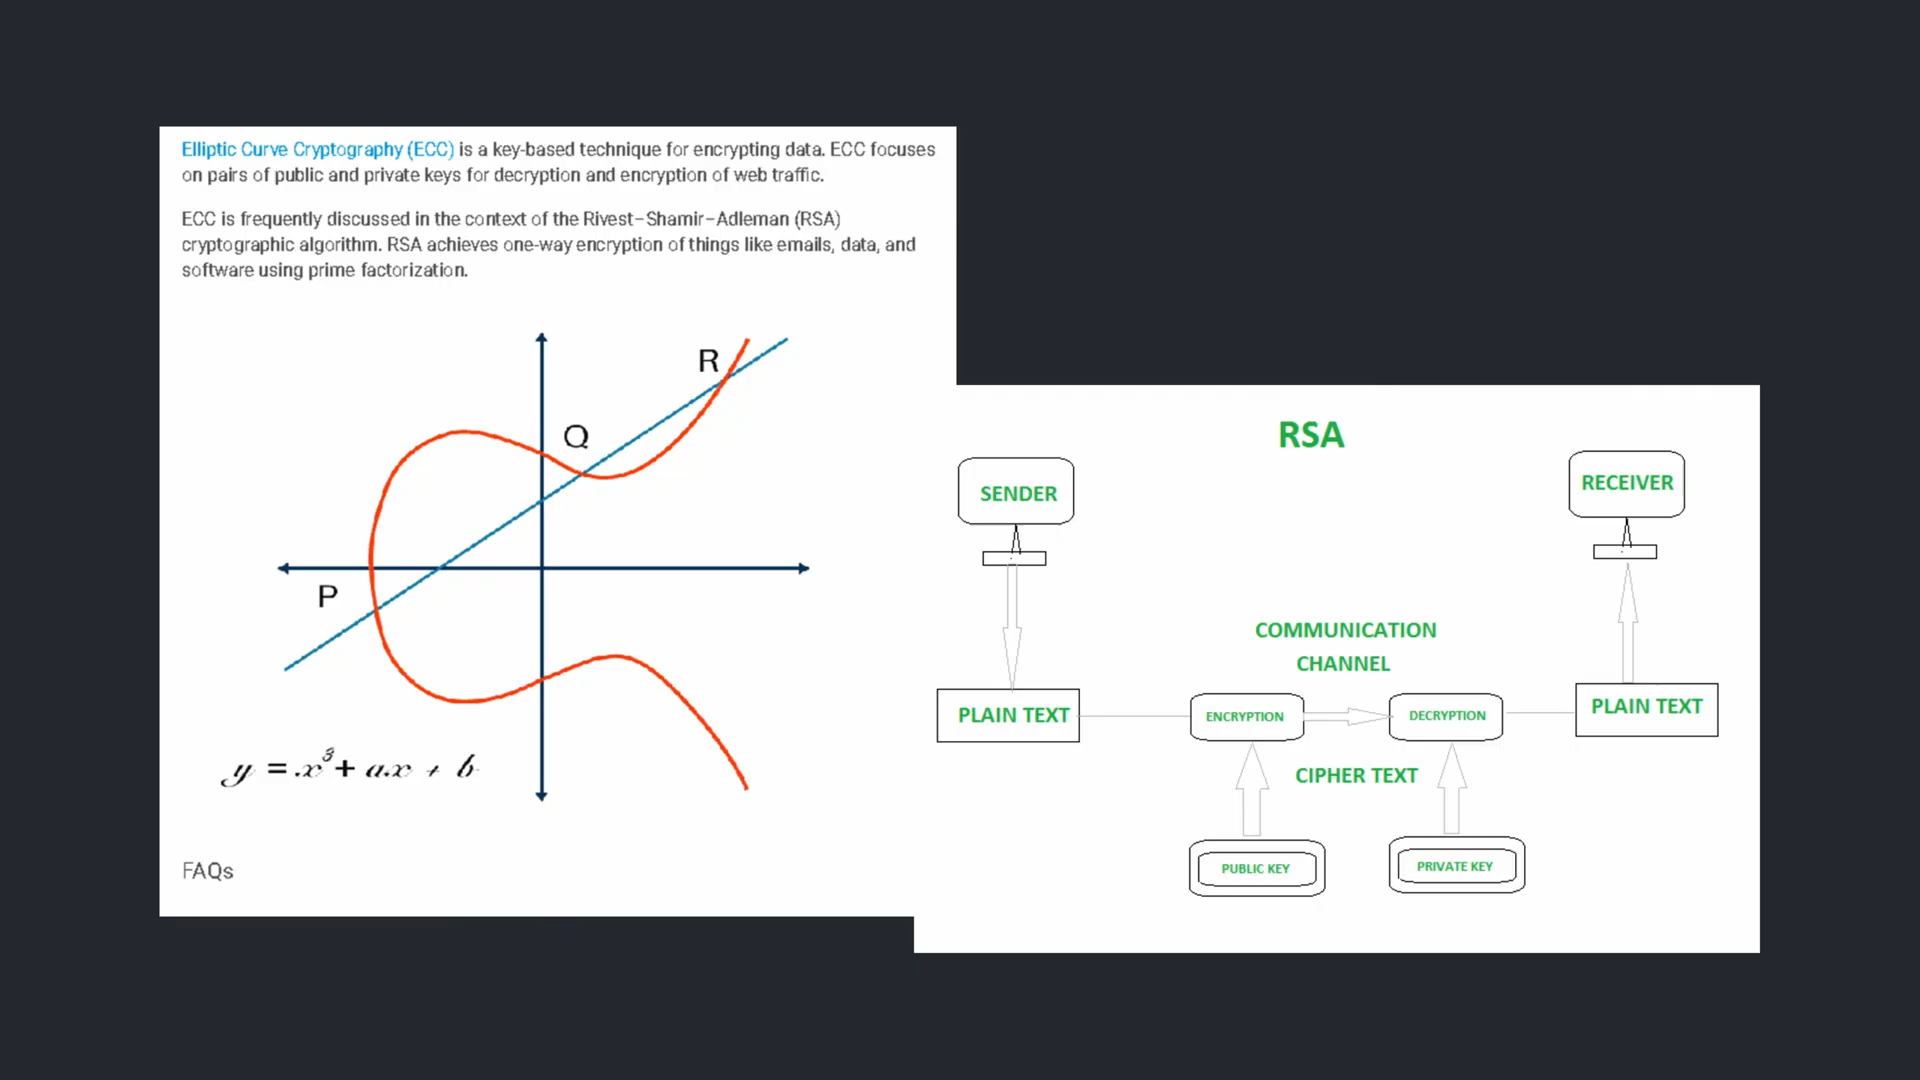 Elliptic Curve Cryptography (ECC) is a key-based technique for encrypting data. ECC focuses
on pairs of public and private keys for decryption and encryption of web traffic.
ECC is frequently discussed in the context of the Rivest–Shamir–Adleman (RSA)
cryptographic algorithm. RSA achieves one-way encryption of things like emails, data, and
software using prime factorization.
R
Q
P
y = x³ + ax + b
FAQs
RSA
SENDER
RECEIVER
COMMUNICATION
CHANNEL
PLAIN TEXT
ENCRYPTION
DECRYPTION
PLAIN TEXT
CIPHER TEXT
PUBLIC KEY
PRIVATE KEY